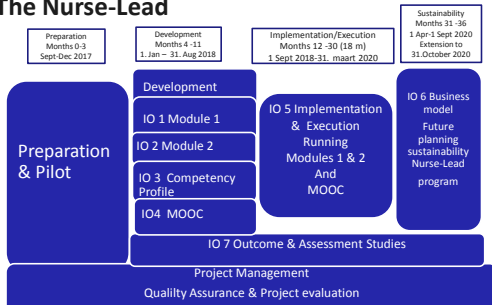 The Nurse-Lead
Preparation
Months 0-3
Sept-Dec 2017
Development
Months 4 -11
1. Jan – 31. Aug 2018
Implementation/Execution
Months 12 -30 (18 m)
1 Sept 2018-31. maart 2020
Sustainability
Months 31 -36
1 Apr-1 Sept 2020
Extension to
31.October 2020
Preparation
& Pilot
Development
IO 1 Module 1
IO 2 Module 2
IO 3 Competency
Profile
IO4 MOOC
IO 5 Implementation
& Execution
Running
Modules 1 & 2
And
MOOC
IO 6 Business
model
Future
planning
sustainability
Nurse-Lead
program
IO 7 Outcome & Assessment Studies
Project Management
Qualilty Assurance & Project evaluation